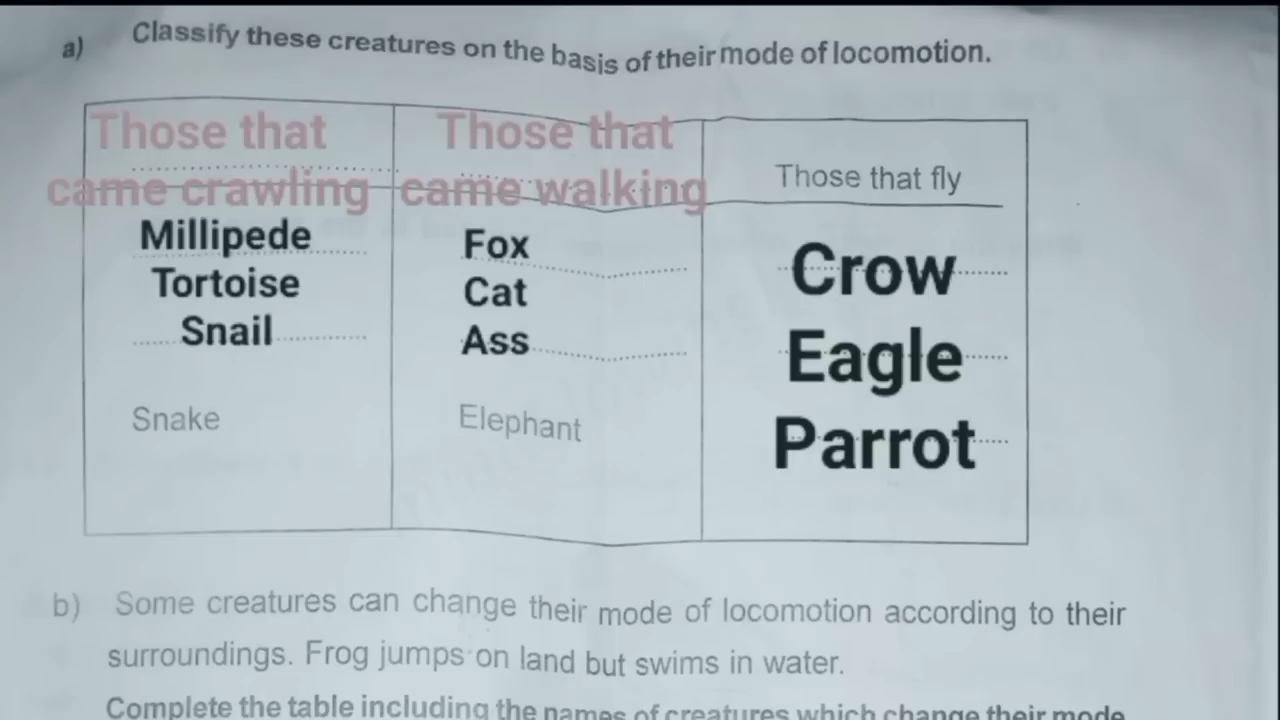 a) Classify these creatures on the basis of their mode of locomotion.
Those that
came crawling
Millipede
Tortoise
Snail
Snake
Those that
came walking
Fox
Cat
Ass
Elephant
Those that fly
Crow
Eagle
Parrot
b) Some creatures can change their mode of locomotion according to their
surroundings. Frog jumps on land but swims in water.
Complete the table including the names of creatures which change their mode